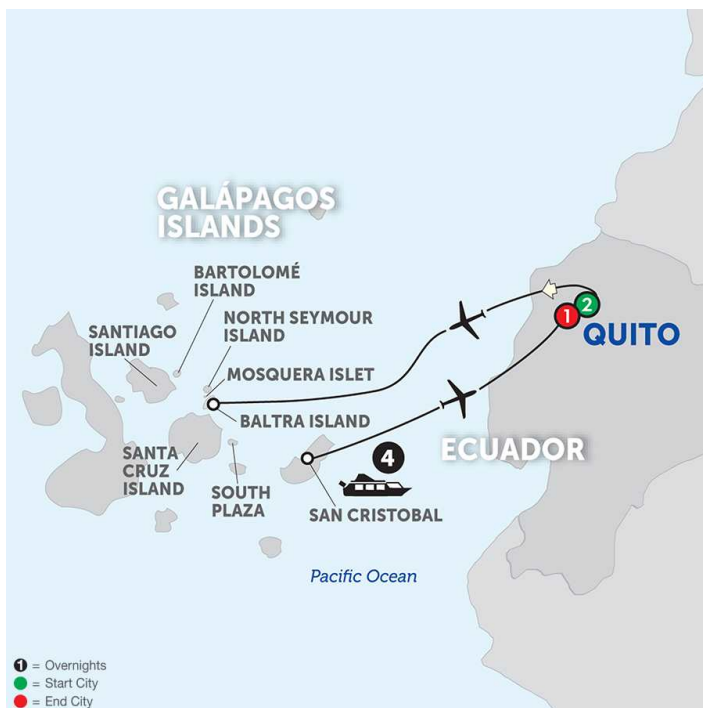 GALÁPAGOS
ISLANDS
BARTOLOMÉ
ISLAND
NORTH SEYMOUR
ISLAND
SANTIAGO
ISLAND
MOSQUERA ISLET
BALTRA ISLAND
SANTA
CRUZ
ISLAND
SOUTH
PLAZA
SAN CRISTOBAL
4
1
2
QUITO
ECUADOR
Pacific Ocean
1 = Overnights
= Start City
= End City